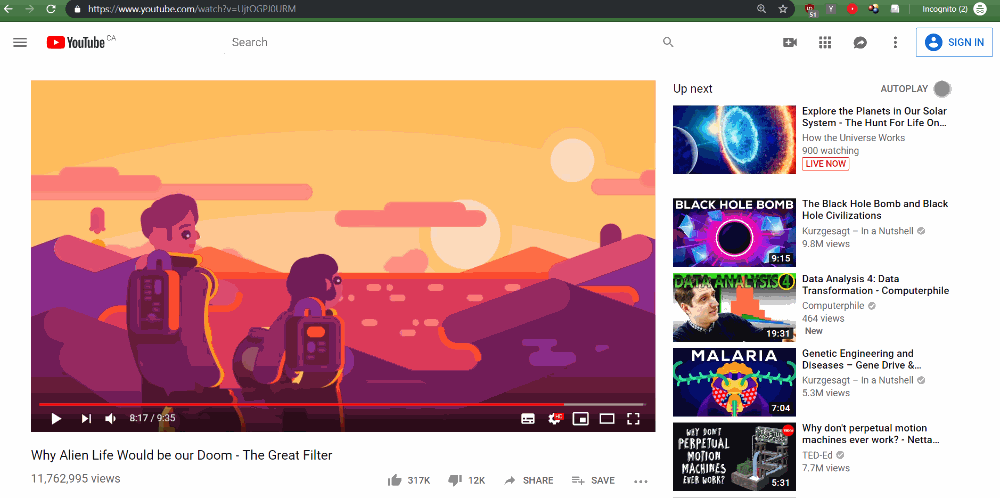 https://www.youtube.com/watch?v=UjtOGPJ0URM
51
Incognito (2)
YouTube CA
Search
SIGN IN
8:17 / 9:35
Why Alien Life Would be our Doom - The Great Filter
11,762,995 views
317K
12K
SHARE
SAVE
Up next
AUTOPLAY
Explore the Planets in Our Solar
System - The Hunt For Life On...
How the Universe Works
900 watching
LIVE NOW
BLACK HOLE BOMB
9:15
The Black Hole Bomb and Black
Hole Civilizations
Kurzgesagt – In a Nutshell
9.8M views
DATA ANALYSIS 4
19:31
Data Analysis 4: Data
Transformation - Computerphile
Computerphile
464 views
New
MALARIA
7:04
Genetic Engineering and
Diseases – Gene Drive &...
Kurzgesagt – In a Nutshell
5.3M views
WHY DON'T
PERPETUAL
MOTION
MACHINES
EVER WORK?
5:31
Why don't perpetual motion
machines ever work? - Netta...
TED-Ed
7.7M views